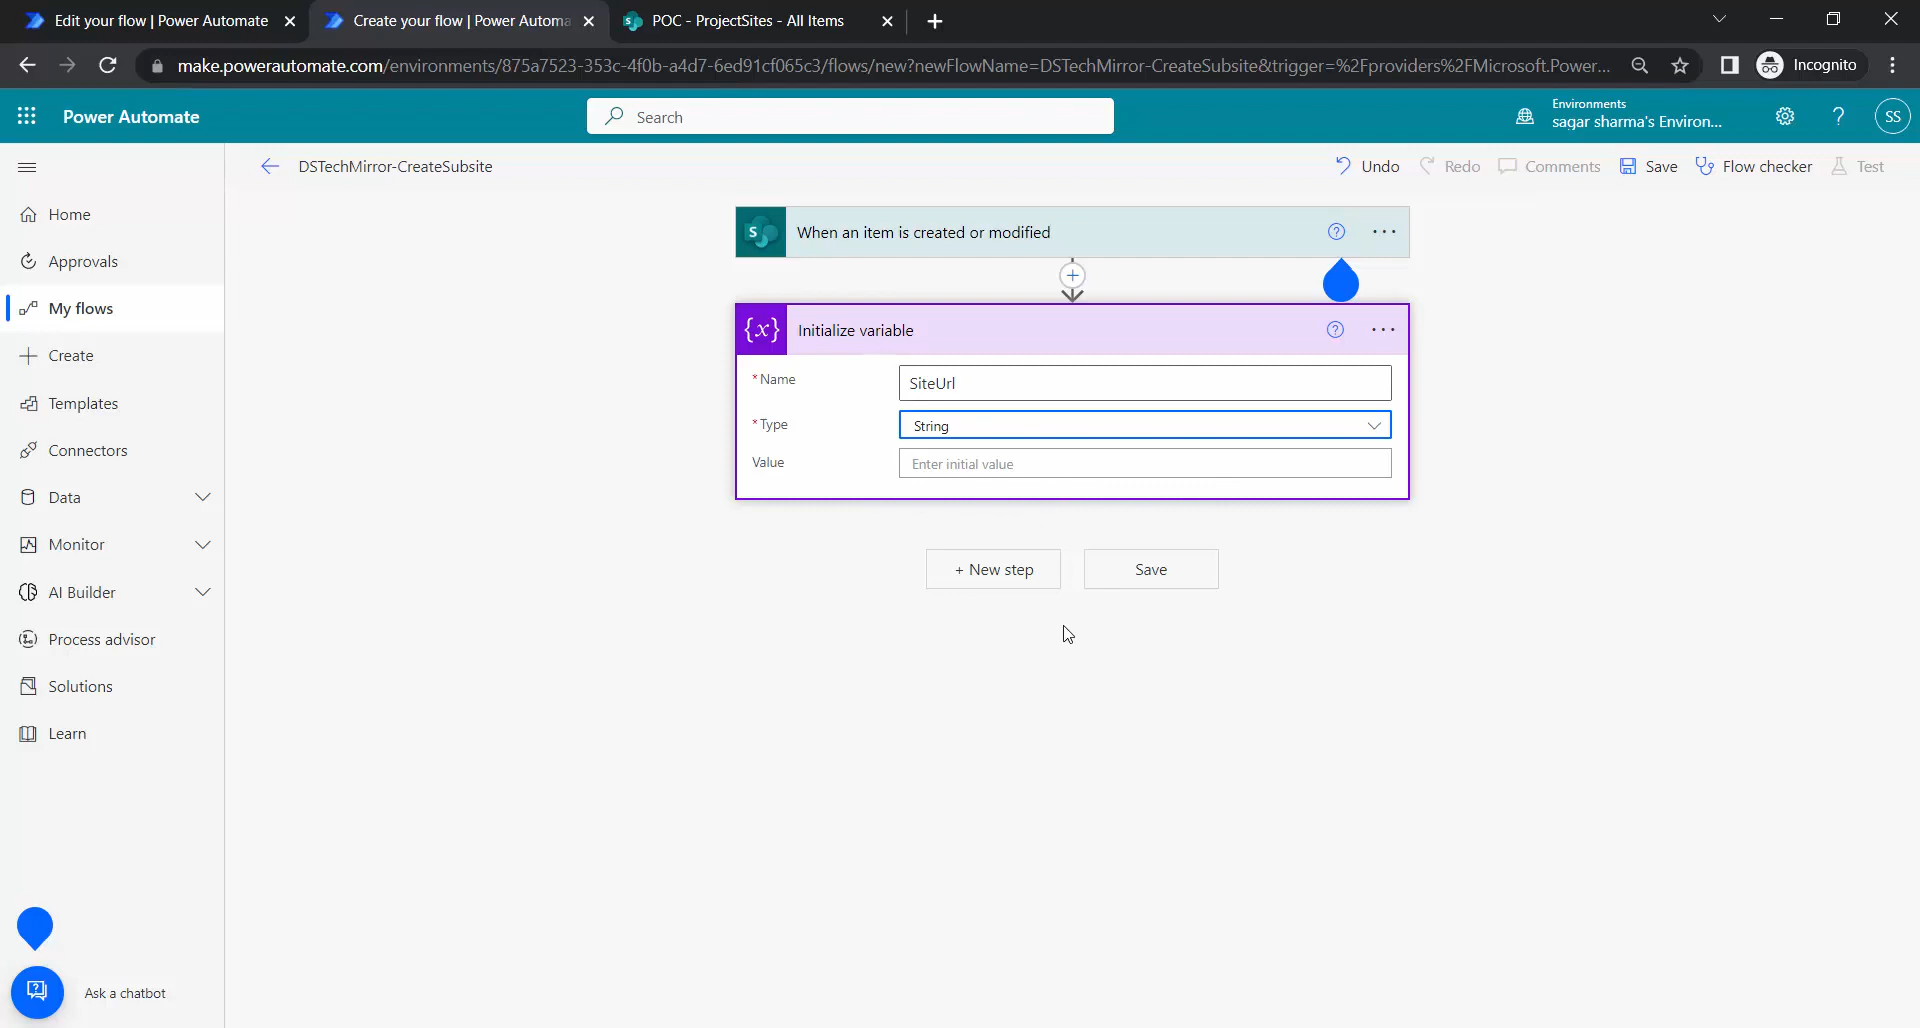 Edit your flow | Power Automate
Create your flow | Power Automa
POC - ProjectSites - All Items
make.powerautomate.com/environments/875a7523-353c-4f0b-a4d7-6ed91cf065c3/flows/new?newFlowName=DSTechMirror-CreateSubsite&trigger=%2Fproviders%2FMicrosoft.Power...
Incognito
Power Automate
Search
Environments
sagar sharma's Environ...
SS
DSTechMirror-CreateSubsite
Undo
Redo
Comments
Save
Flow checker
Test
Home
Approvals
My flows
Create
Templates
Connectors
Data
Monitor
AI Builder
Process advisor
Solutions
Learn
Ask a chatbot
S
When an item is created or modified
{x}
Initialize variable
* Name
SiteUrl
* Type
String
Value
Enter initial value
+ New step
Save